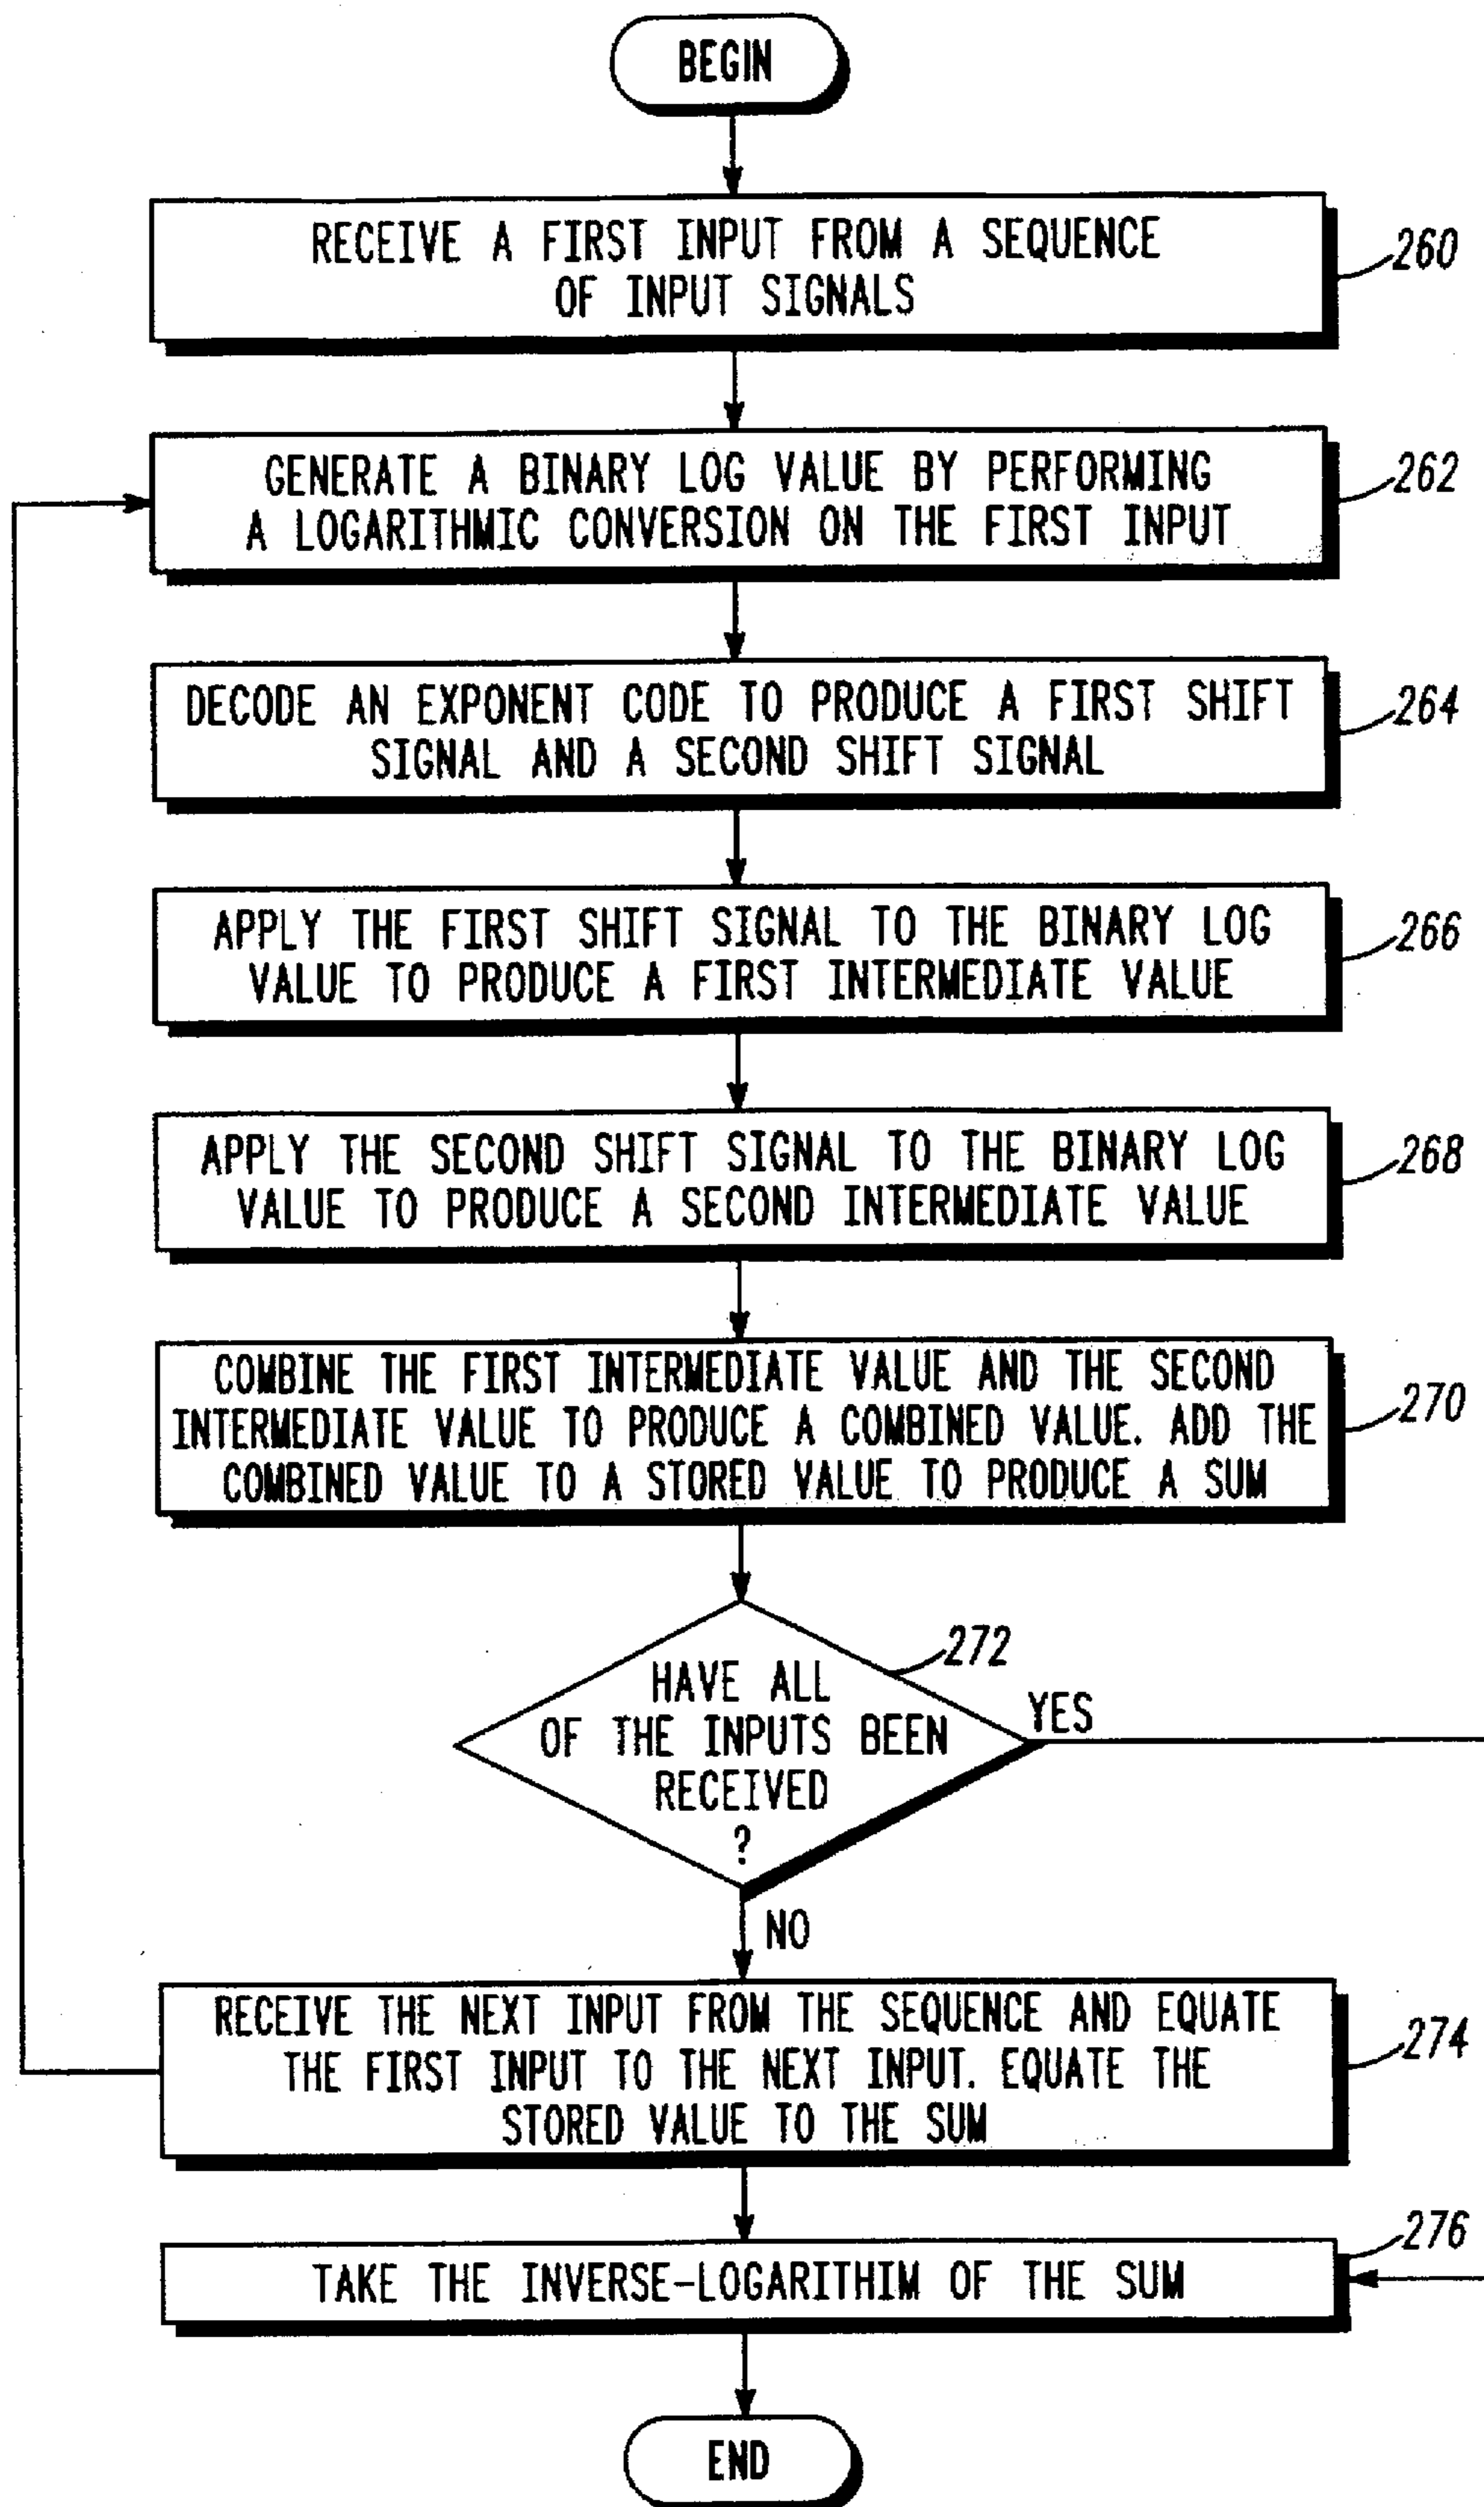 BEGIN
RECEIVE A FIRST INPUT FROM A SEQUENCE
OF INPUT SIGNALS
260
GENERATE A BINARY LOG VALUE BY PERFORMING
A LOGARITHMIC CONVERSION ON THE FIRST INPUT
262
DECODE AN EXPONENT CODE TO PRODUCE A FIRST SHIFT
SIGNAL AND A SECOND SHIFT SIGNAL
264
APPLY THE FIRST SHIFT SIGNAL TO THE BINARY LOG
VALUE TO PRODUCE A FIRST INTERMEDIATE VALUE
266
APPLY THE SECOND SHIFT SIGNAL TO THE BINARY LOG
VALUE TO PRODUCE A SECOND INTERMEDIATE VALUE
268
COMBINE THE FIRST INTERMEDIATE VALUE AND THE SECOND
INTERMEDIATE VALUE TO PRODUCE A COMBINED VALUE. ADD THE
COMBINED VALUE TO A STORED VALUE TO PRODUCE A SUM
270
272
HAVE ALL
OF THE INPUTS BEEN
RECEIVED
?
YES
NO
RECEIVE THE NEXT INPUT FROM THE SEQUENCE AND EQUATE
THE FIRST INPUT TO THE NEXT INPUT. EQUATE THE
STORED VALUE TO THE SUM
274
276
TAKE THE INVERSE-LOGARITHIM OF THE SUM
END